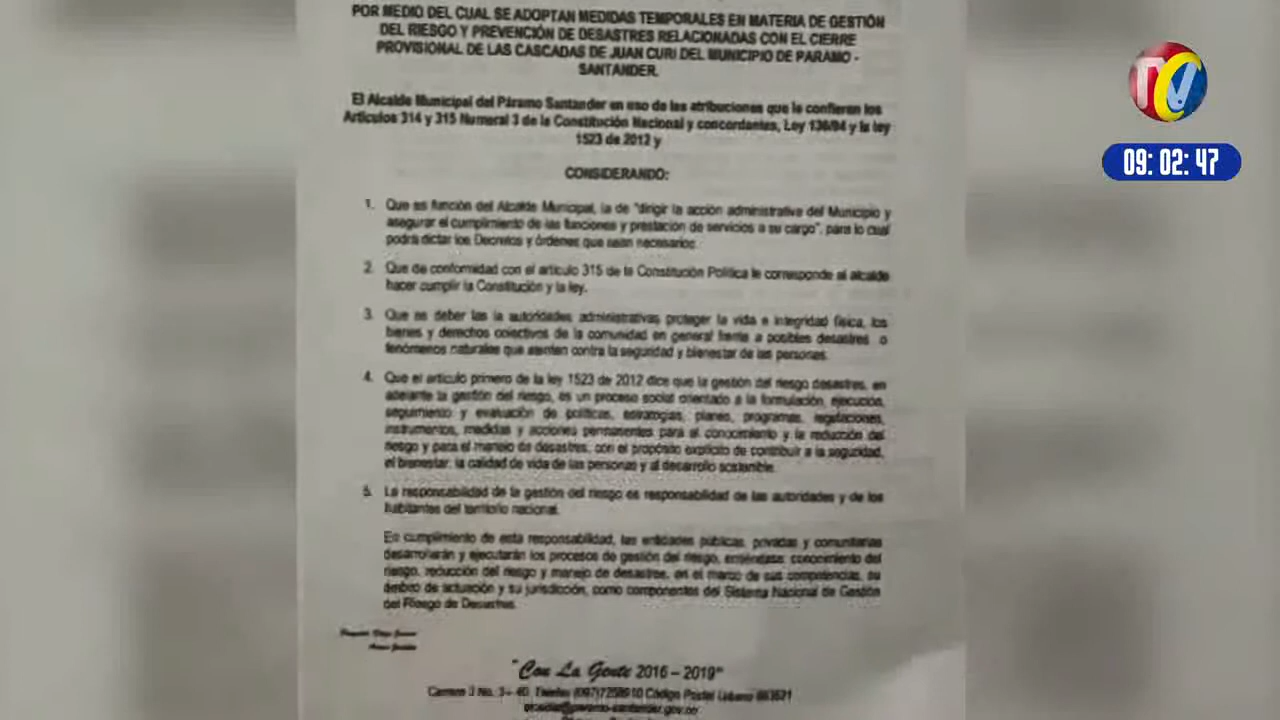 POR MEDIO DEL CUAL SE ADOPTAN MEDIDAS TEMPORALES EN MATERIA DE GESTIÓN
DEL RIESGO Y PREVENCIÓN DE DESASTRES RELACIONADAS CON EL CIERRE
PROVISIONAL DE LAS CASCADAS DE JUAN CURI DEL MUNICIPIO DE PARAMO -
SANTANDER.
El Alcalde Municipal del Páramo Santander en uso de las atribuciones que le confieren los
Artículos 314 y 315 Numeral 3 de la Constitución Nacional y concordantes, Ley 136/94 y la ley
1523 de 2012 y
CONSIDERANDO:
1. Que es función del Alcalde Municipal, la de "dirigir la acción administrativa del Municipio y
asegurar el cumplimiento de las funciones y prestación de servicios a su cargo", para lo cual
podrá dictar los Decretos y órdenes que sean necesarios
2. Que de conformidad con el artículo 315 de la Constitución Política le corresponde al alcalde
hacer cumplir la Constitución y la ley.
3. Que es deber las la autoridades administrativas proteger la vida e integridad física, los
bienes y derechos colectivos de la comunidad en general frente a posibles desastres o
fenómenos naturales que atenten contra la seguridad y bienestar de las personas.
4. Que el artículo primero de la ley 1523 de 2012 dice que la gestión del riesgo desastres, en
adelante la gestión del riesgo, es un proceso social orientado a la formulación, ejecución,
seguimiento y evaluación de políticas, estrategias, planes, programas, regulaciones,
instrumentos, medidas y acciones permanentes para el conocimiento y la reducción del
riesgo y para el manejo de desastres, con el propósito explícito de contribuir a la seguridad,
el bienestar, la calidad de vida de las personas y al desarrollo sostenible.
5. La responsabilidad de la gestión del riesgo es responsabilidad de las autoridades y de los
habitantes del territorio nacional.
En cumplimiento de esta responsabilidad, las entidades públicas, privadas y comunitarias
desarrollarán y ejecutarán los procesos de gestión del riesgo, entiéndase: conocimiento del
riesgo, reducción del riesgo y manejo de desastres, en el marco de sus competencias, su
ámbito de actuación y su jurisdicción, como componentes del Sistema Nacional de Gestión
del Riesgo de Desastres.
"Con La Gente 2016 – 2019"
Carrera 3 No. 3 – 40, Código Postal Urbano
TVC
09: 02: 47